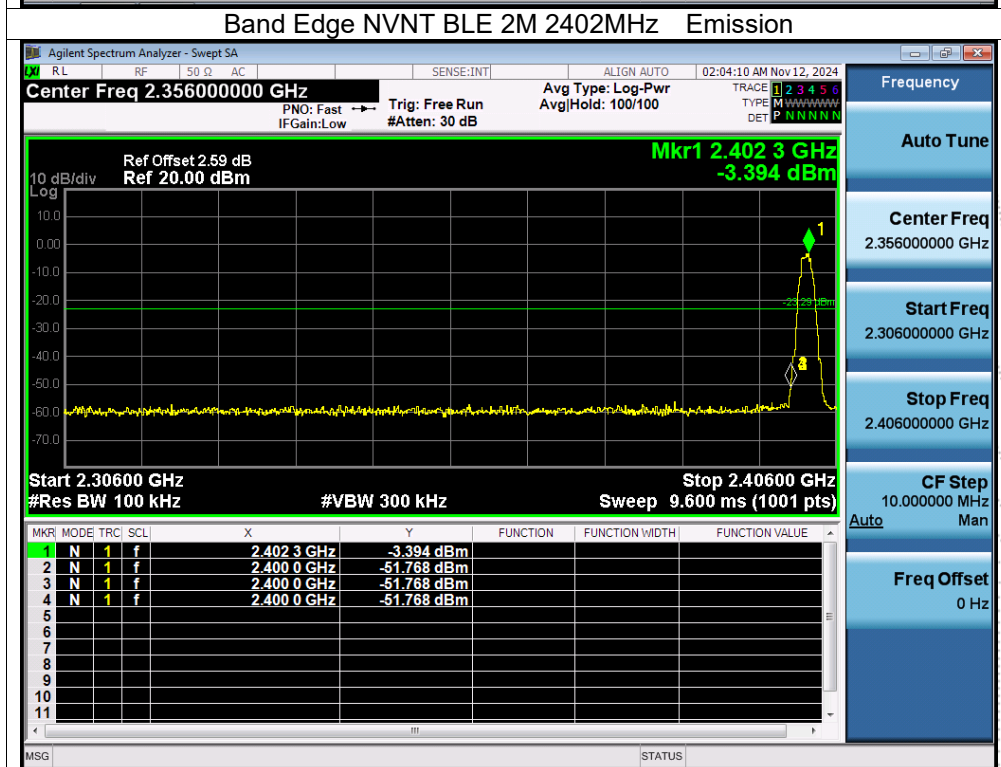 Band Edge NVNT BLE 2M 2402MHz Emission
Agilent Spectrum Analyzer - Swept SA
LXI RL RF 50 Ω AC SENSE:INT ALIGN AUTO 02:04:10 AM Nov 12, 2024
Center Freq 2.356000000 GHz
PNO: Fast
IFGain:Low
Trig: Free Run
#Atten: 30 dB
Avg Type: Log-Pwr
Avg|Hold: 100/100
TRACE 1 2 3 4 5 6
TYPE M WWWWW
DET P N N N N N
Ref Offset 2.59 dB
Ref 20.00 dBm
10 dB/div
Log
Mkr1 2.402 3 GHz
-3.394 dBm
10.0
0.00
-10.0
-20.0
-30.0
-40.0
-50.0
-60.0
-70.0
1
-23.29 dBm
Start 2.30600 GHz
Stop 2.40600 GHz
#Res BW 100 kHz #VBW 300 kHz Sweep 9.600 ms (1001 pts)
MKR MODE TRC SCL X Y FUNCTION FUNCTION WIDTH FUNCTION VALUE
1 N 1 f 2.402 3 GHz -3.394 dBm
2 N 1 f 2.400 0 GHz -51.768 dBm
3 N 1 f 2.400 0 GHz -51.768 dBm
4 N 1 f 2.400 0 GHz -51.768 dBm
5
6
7
8
9
10
11
MSG STATUS
Frequency
Auto Tune
Center Freq
2.356000000 GHz
Start Freq
2.306000000 GHz
Stop Freq
2.406000000 GHz
CF Step
10.000000 MHz
Auto Man
Freq Offset
0 Hz